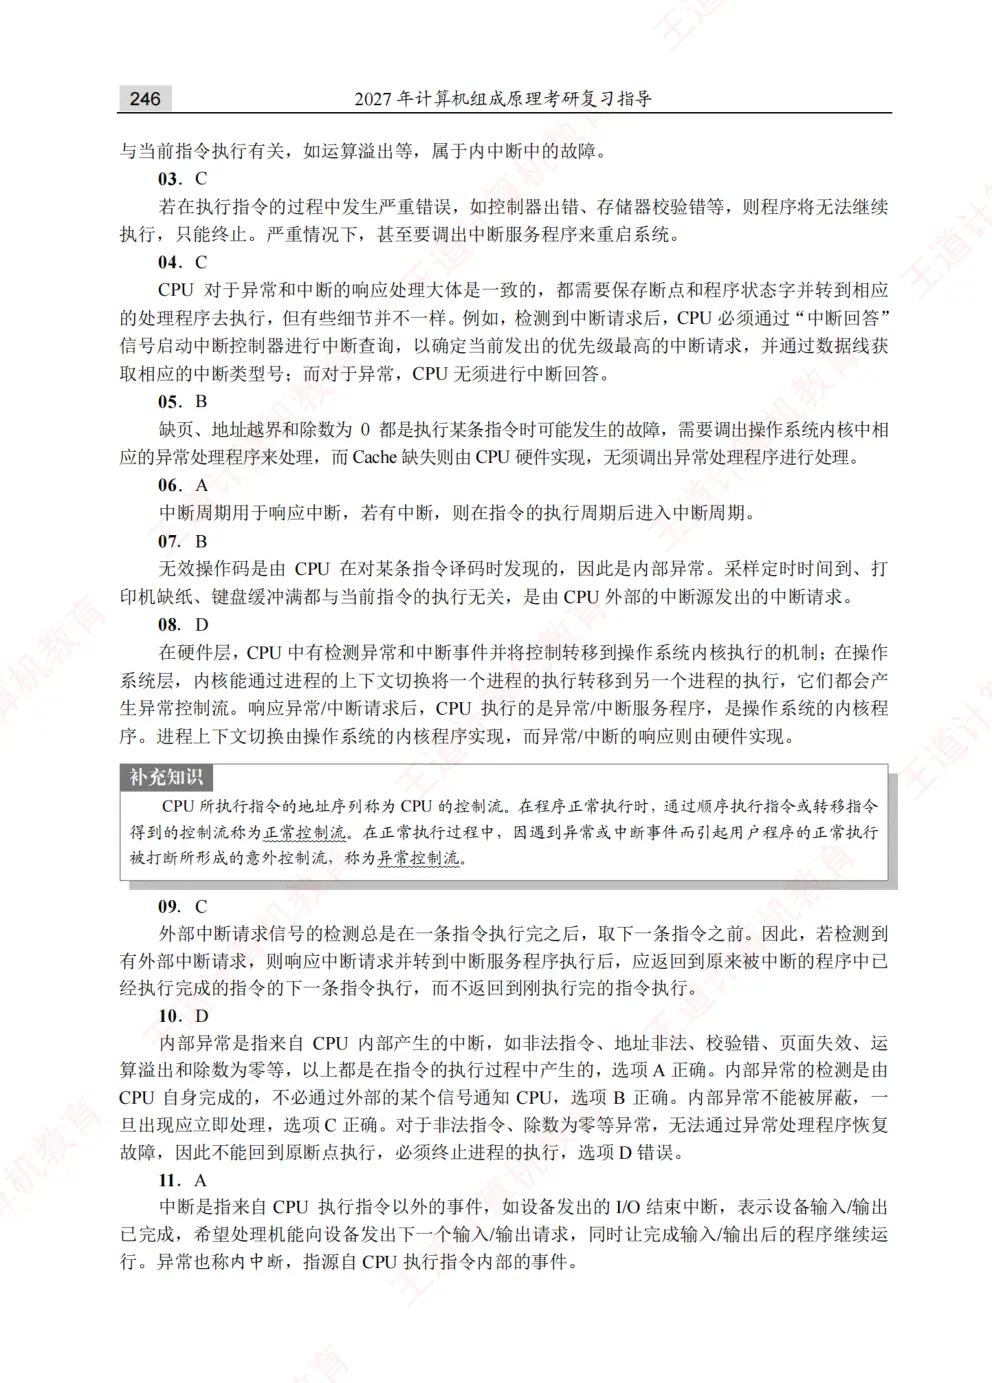 246
2027年计算机组成原理考研复习指导
与当前指令执行有关，如运算溢出等，属于内中断中的故障。
03．C
若在执行指令的过程中发生严重错误，如控制器出错、存储器校验错等，则程序将无法继续
执行，只能终止。严重情况下，甚至要调出中断服务程序来重启系统。
04．C
CPU 对于异常和中断的响应处理大体是一致的，都需要保存断点和程序状态字并转到相应
的处理程序去执行，但有些细节并不一样。例如，检测到中断请求后，CPU 必须通过“中断回答”
信号启动中断控制器进行中断查询，以确定当前发出的优先级最高的中断请求，并通过数据线获
取相应的中断类型号；而对于异常，CPU 无须进行中断回答。
05．B
缺页、地址越界和除数为 0 都是执行某条指令时可能发生的故障，需要调出操作系统内核中相
应的异常处理程序来处理，而 Cache 缺失则由 CPU 硬件实现，无须调出异常处理程序进行处理。
06．A
中断周期用于响应中断，若有中断，则在指令的执行周期后进入中断周期。
07．B
无效操作码是由 CPU 在对某条指令译码时发现的，因此是内部异常。采样定时时间到、打
印机缺纸、键盘缓冲满都与当前指令的执行无关，是由 CPU 外部的中断源发出的中断请求。
08．D
在硬件层，CPU 中有检测异常和中断事件并将控制转移到操作系统内核执行的机制；在操作
系统层，内核能通过进程的上下文切换将一个进程的执行转移到另一个进程的执行，它们都会产
生异常控制流。响应异常/中断请求后，CPU 执行的是异常/中断服务程序，是操作系统的内核程
序。进程上下文切换由操作系统的内核程序实现，而异常/中断的响应则由硬件实现。
补充知识
CPU 所执行指令的地址序列称为 CPU 的控制流。在程序正常执行时，通过顺序执行指令或转移指令
得到的控制流称为正常控制流。在正常执行过程中，因遇到异常或中断事件而引起用户程序的正常执行
被打断所形成的意外控制流，称为异常控制流。
09．C
外部中断请求信号的检测总是在一条指令执行完之后，取下一条指令之前。因此，若检测到
有外部中断请求，则响应中断请求并转到中断服务程序执行后，应返回到原来被中断的程序中已
经执行完成的指令的下一条指令执行，而不返回到刚执行完的指令执行。
10．D
内部异常是指来自 CPU 内部产生的中断，如非法指令、地址非法、校验错、页面失效、运
算溢出和除数为零等，以上都是在指令的执行过程中产生的，选项 A 正确。内部异常的检测是由
CPU 自身完成的，不必通过外部的某个信号通知 CPU，选项 B 正确。内部异常不能被屏蔽，一
旦出现应立即处理，选项 C 正确。对于非法指令、除数为零等异常，无法通过异常处理程序恢复
故障，因此不能回到原断点执行，必须终止进程的执行，选项 D 错误。
11．A
中断是指来自 CPU 执行指令以外的事件，如设备发出的 I/O 结束中断，表示设备输入/输出
已完成，希望处理机能向设备发出下一个输入/输出请求，同时让完成输入/输出后的程序继续运
行。异常也称内中断，指源自 CPU 执行指令内部的事件。